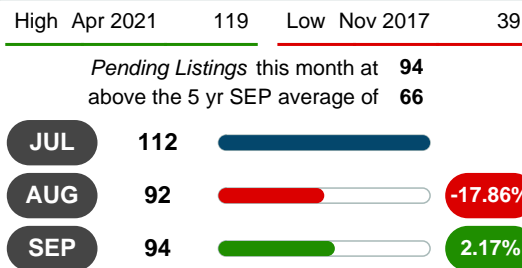 High Apr 2021 119 Low Nov 2017 39
Pending Listings this month at 94
above the 5 yr SEP average of 66
JUL 112
AUG 92 -17.86%
SEP 94 2.17%